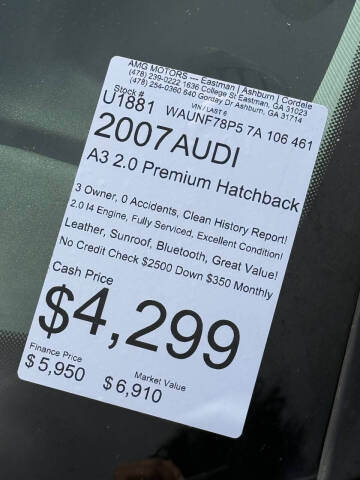 AMG MOTORS --- Eastman | Ashburn | Cordele
(478) 239-0222 1636 College St Eastman, GA 31023
(478) 254-0360 640 Gorday Dr Ashburn, GA 31714
Stock # VIN / LAST 6
U1881 WAUNF78P5 7A 106 461
2007 AUDI
A3 2.0 Premium Hatchback
3 Owner, 0 Accidents, Clean History Report!
2.0 I4 Engine, Fully Serviced, Excellent Condition!
Leather, Sunroof, Bluetooth, Great Value!
No Credit Check $2500 Down $350 Monthly
Cash Price
$4,299
Finance Price Market Value
$5,950 $6,910